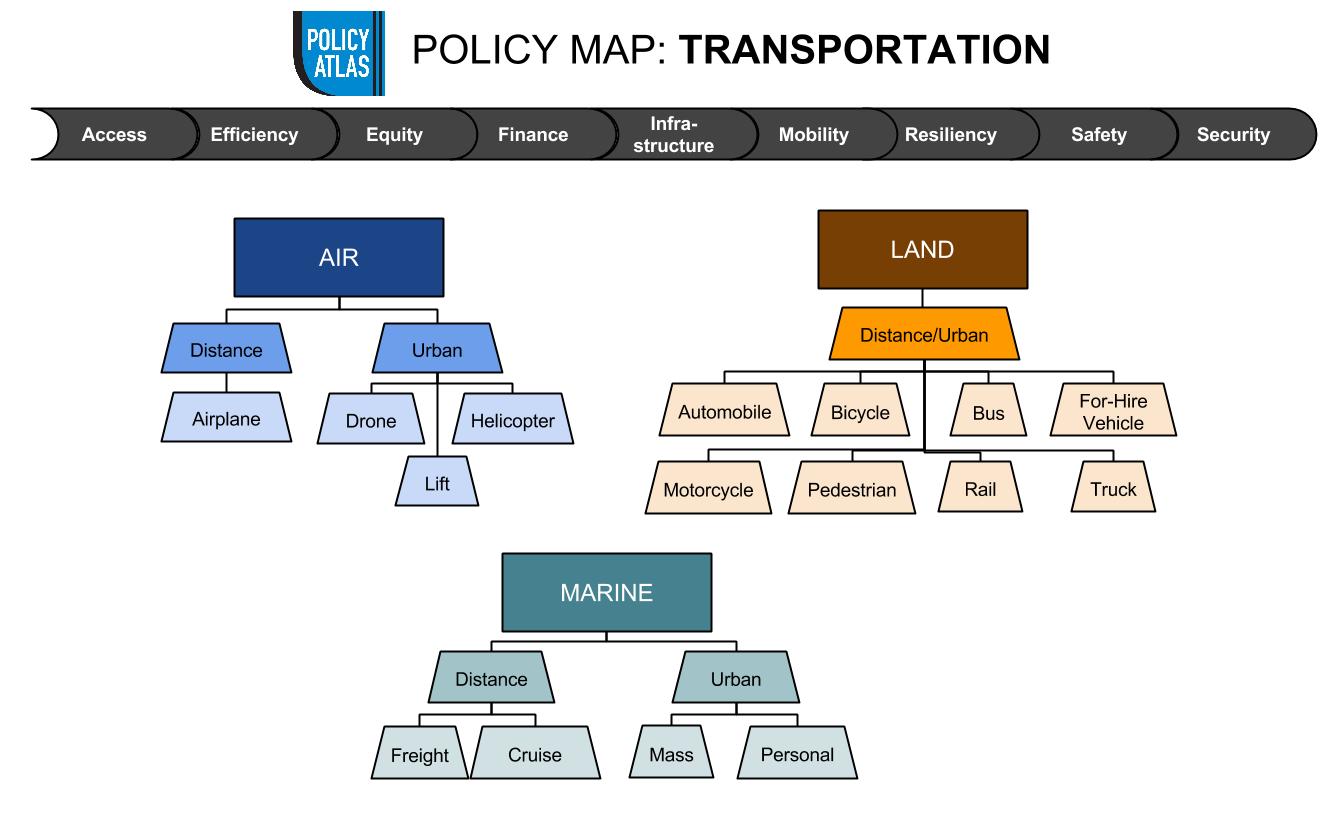 POLICY
ATLAS
POLICY MAP: TRANSPORTATION
Access
Efficiency
Equity
Finance
Infra-
structure
Mobility
Resiliency
Safety
Security
AIR
Distance
Urban
Airplane
Drone
Helicopter
Lift
LAND
Distance/Urban
Automobile
Bicycle
Bus
For-Hire
Vehicle
Motorcycle
Pedestrian
Rail
Truck
MARINE
Distance
Urban
Freight
Cruise
Mass
Personal